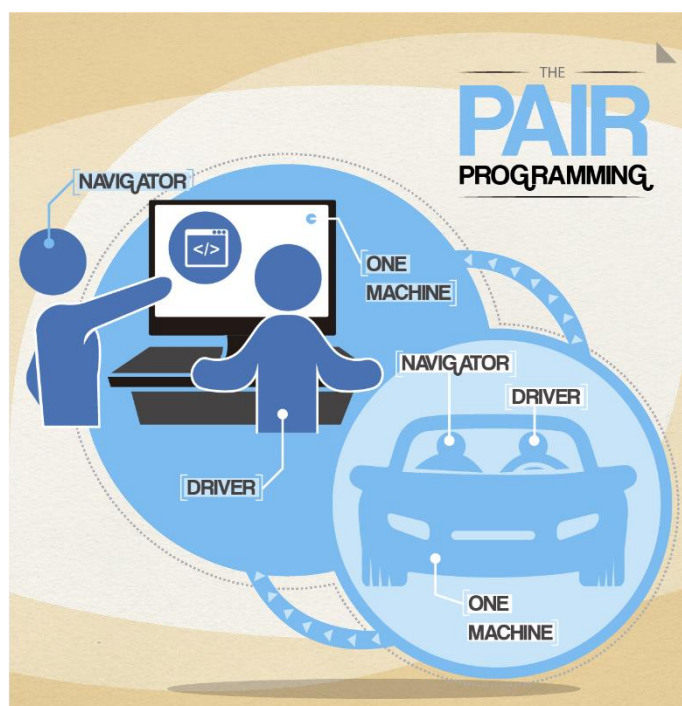 THE
PAIR
PROGRAMMING
[NAVIGATOR]
</>
[ONE
MACHINE]
[DRIVER]
[NAVIGATOR]
[DRIVER]
[ONE
MACHINE]